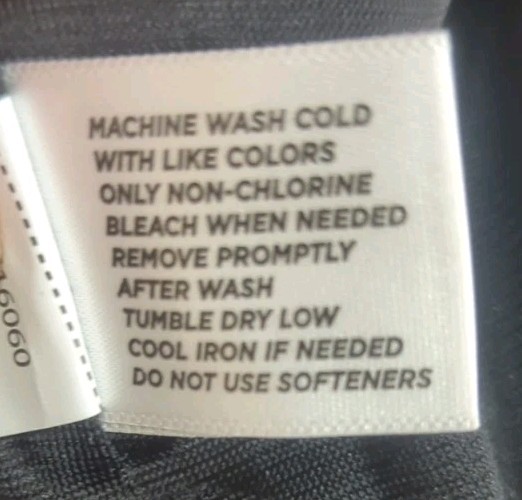 MACHINE WASH COLD
WITH LIKE COLORS
ONLY NON-CHLORINE
BLEACH WHEN NEEDED
REMOVE PROMPTLY
AFTER WASH
TUMBLE DRY LOW
COOL IRON IF NEEDED
DO NOT USE SOFTENERS
6060